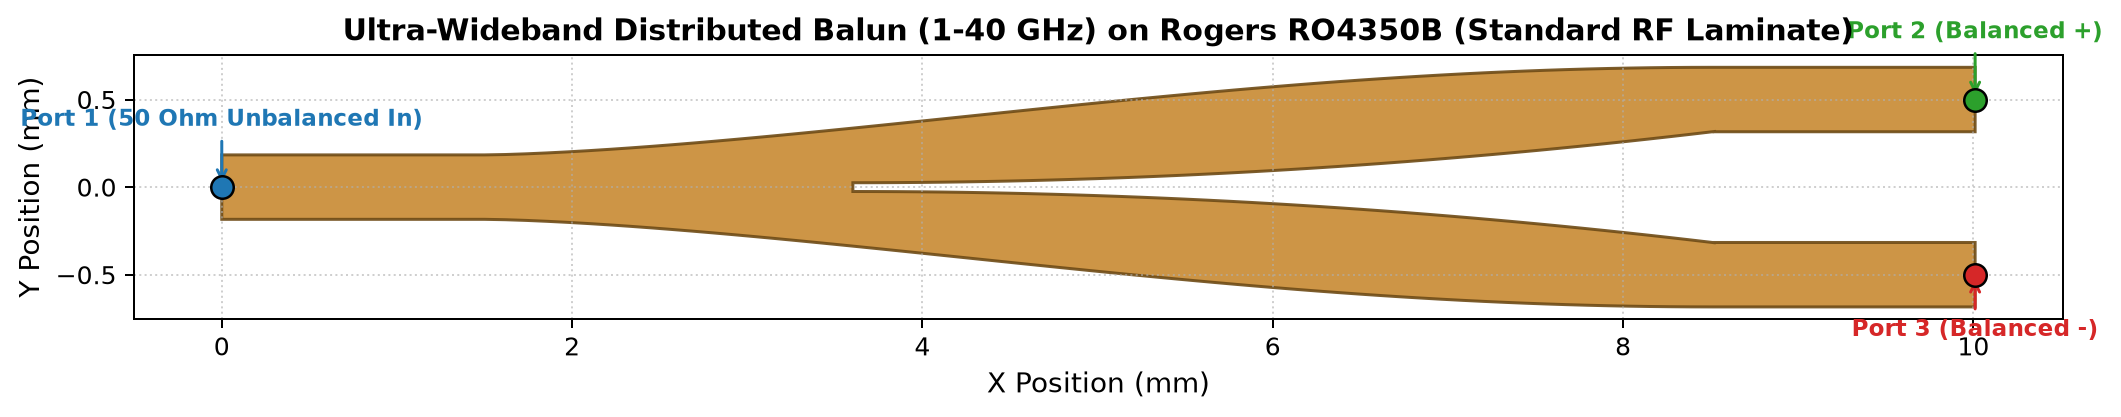 Ultra-Wideband Distributed Balun (1-40 GHz) on Rogers RO4350B (Standard RF Laminate)
Port 2 (Balanced +)
Port 1 (50 Ohm Unbalanced In)
Y Position (mm)
0.5
0.0
−0.5
Port 3 (Balanced -)
0 2 4 6 8 10
X Position (mm)